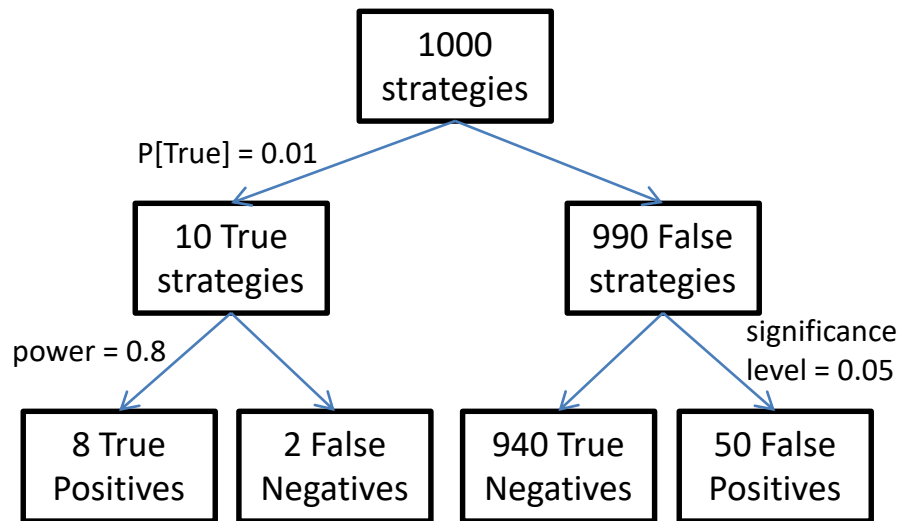 1000
strategies
P[True] = 0.01
10 True
strategies
990 False
strategies
power = 0.8
significance
level = 0.05
8 True
Positives
2 False
Negatives
940 True
Negatives
50 False
Positives